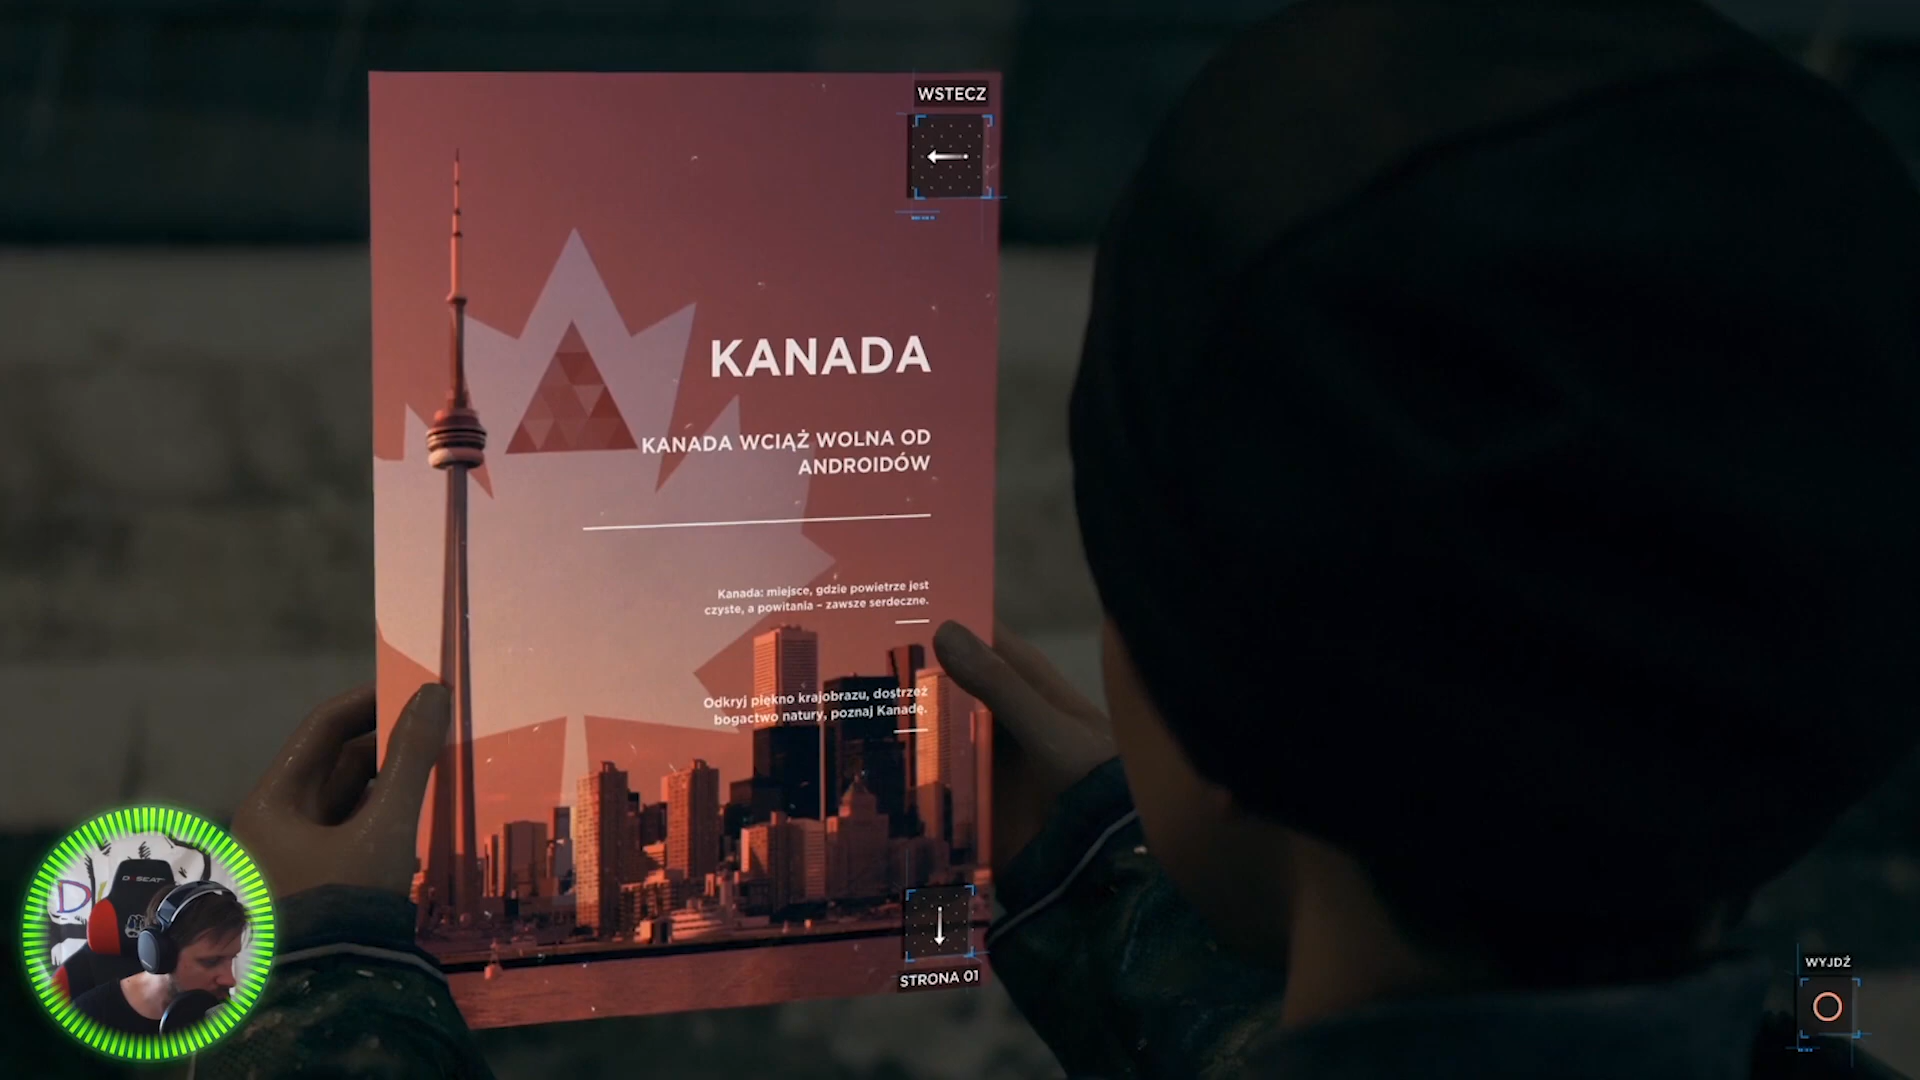 WSTECZ
KANADA
KANADA WCIĄŻ WOLNA OD
ANDROIDÓW
Kanada: miejsce, gdzie powietrze jest
czyste, a powitania – zawsze serdeczne.
Odkryj piękno krajobrazu, dostrzeż
bogactwo natury, poznaj Kanadę.
STRONA 01
WYJDŹ